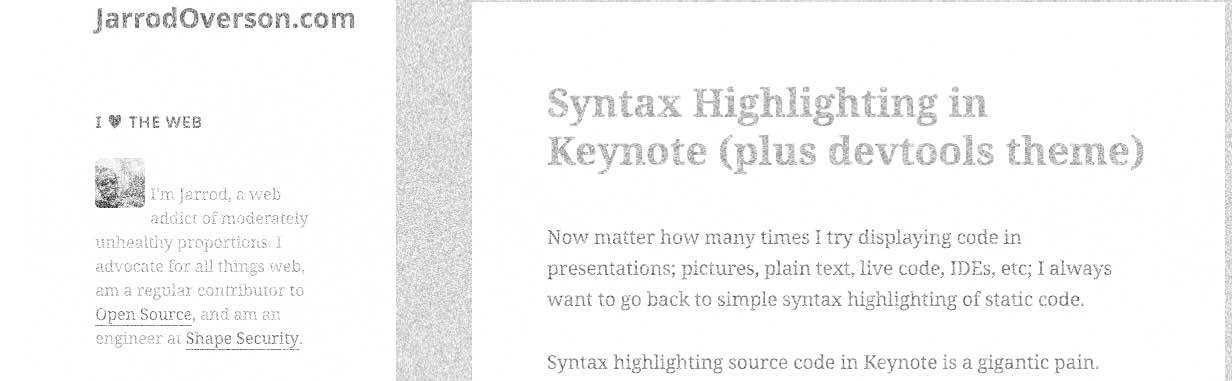 JarrodOverson.com
I ♥ THE WEB
I'm Jarrod, a web
addict of moderately
unhealthy proportions. I
advocate for all things web,
am a regular contributor to
Open Source, and am an
engineer at Shape Security.
Syntax Highlighting in
Keynote (plus devtools theme)
Now matter how many times I try displaying code in
presentations; pictures, plain text, live code, IDEs, etc; I always
want to go back to simple syntax highlighting of static code.
Syntax highlighting source code in Keynote is a gigantic pain.